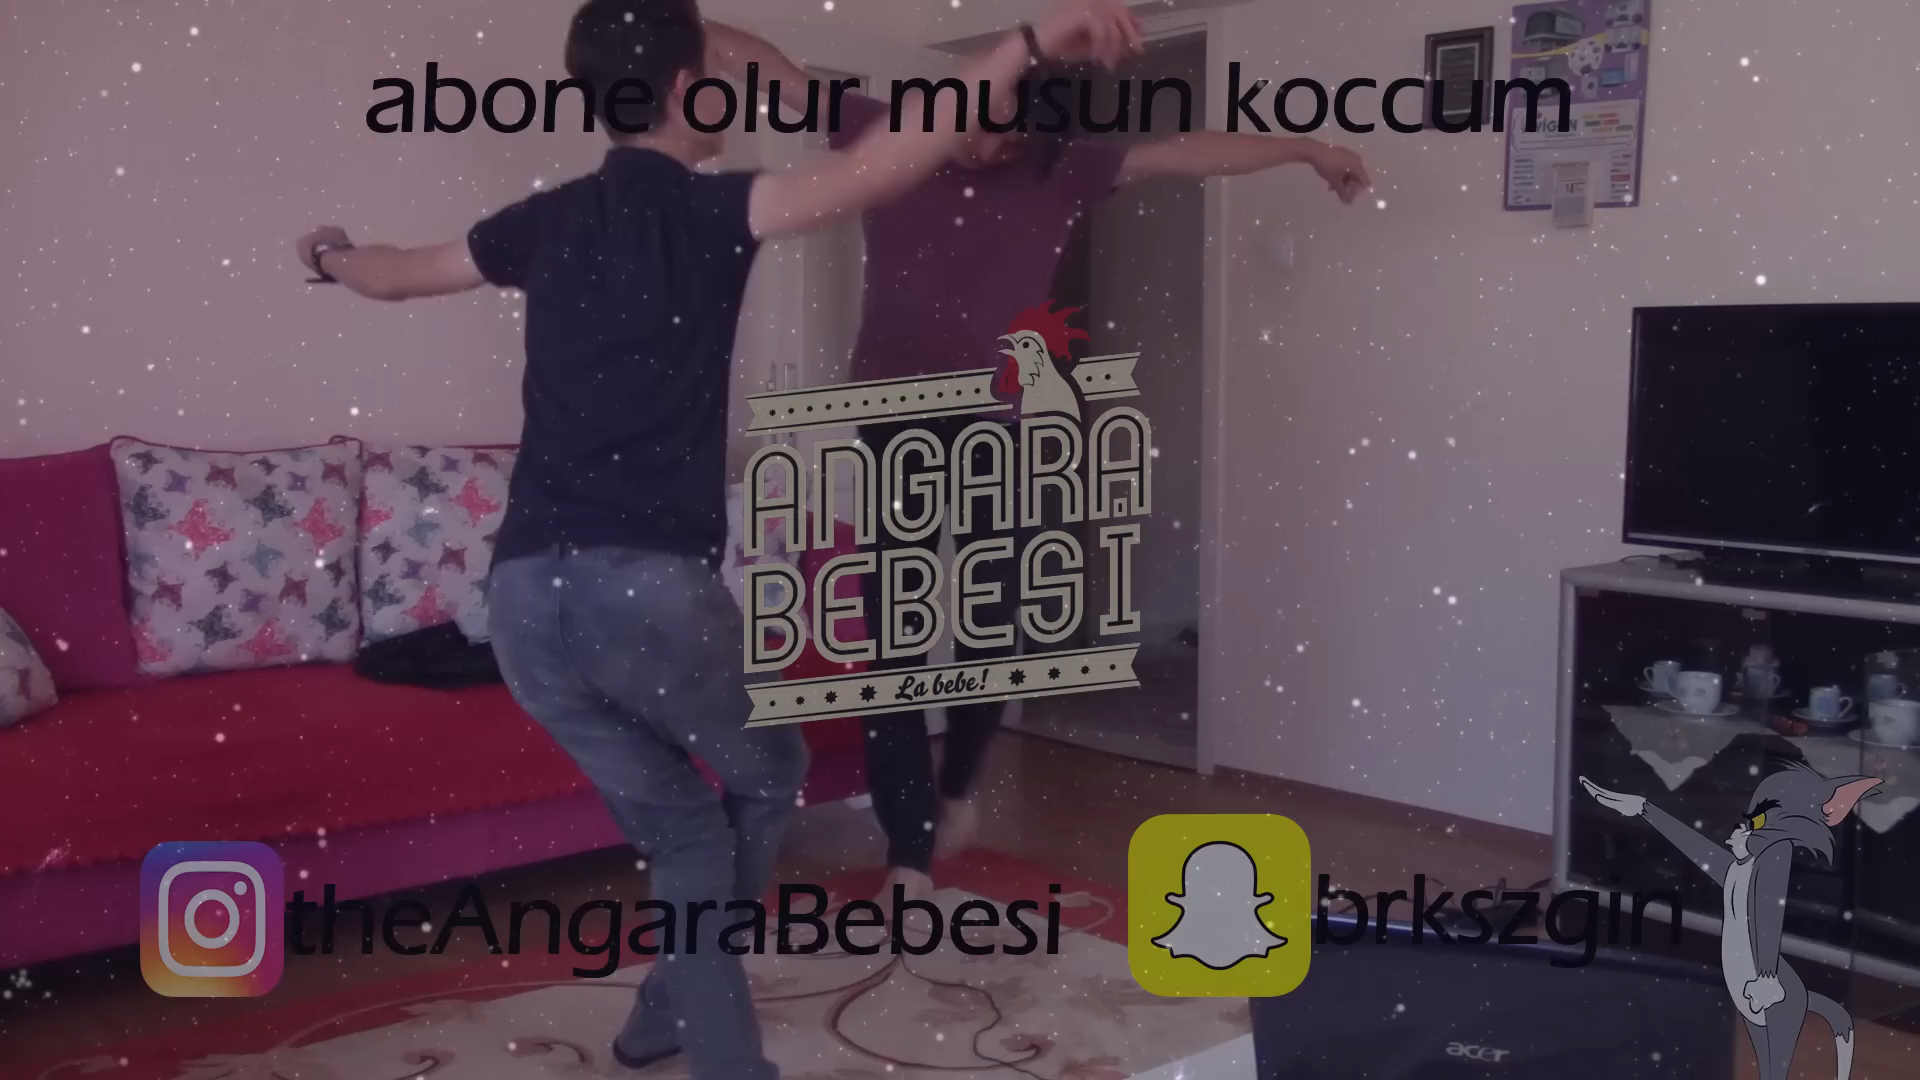 abone olur musun koccum
ANGARA
BEBESİ
La bebe!
theAngaraBebesi
brkszgin
acer